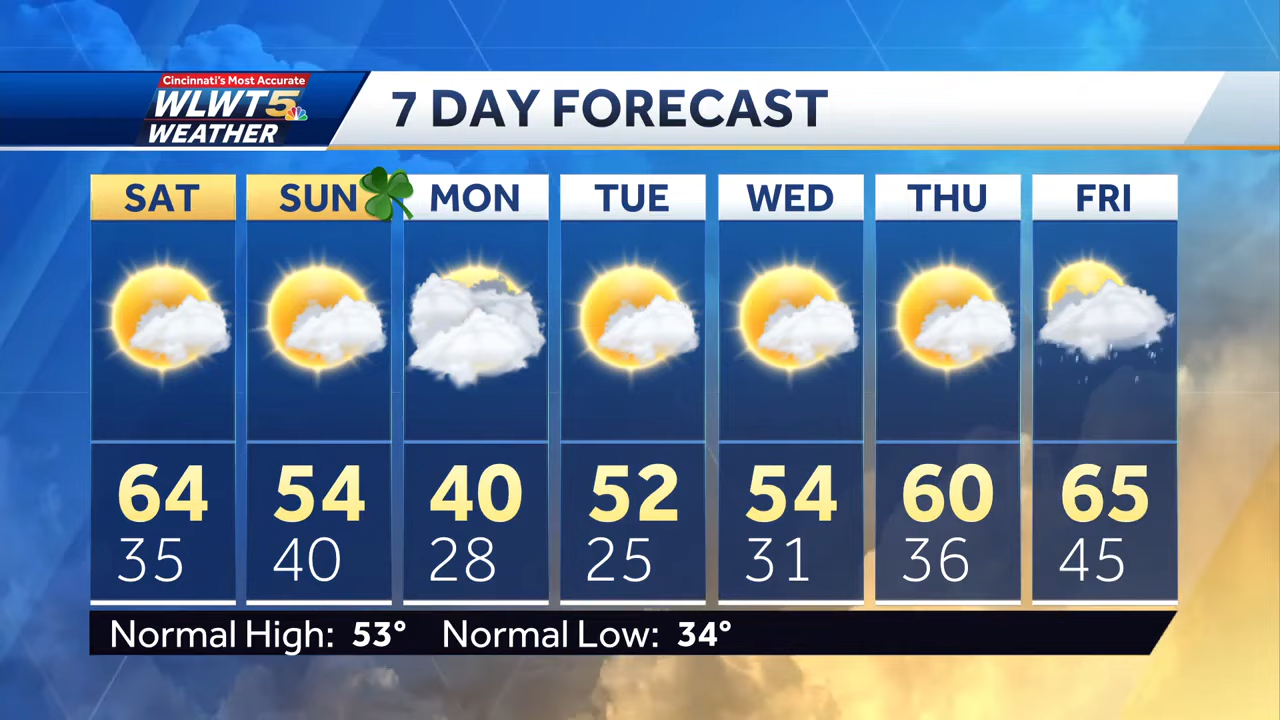 Cincinnati's Most Accurate
WLWT5
WEATHER
7 DAY FORECAST
SAT SUN MON TUE WED THU FRI
64 54 40 52 54 60 65
35 40 28 25 31 36 45
Normal High: 53° Normal Low: 34°